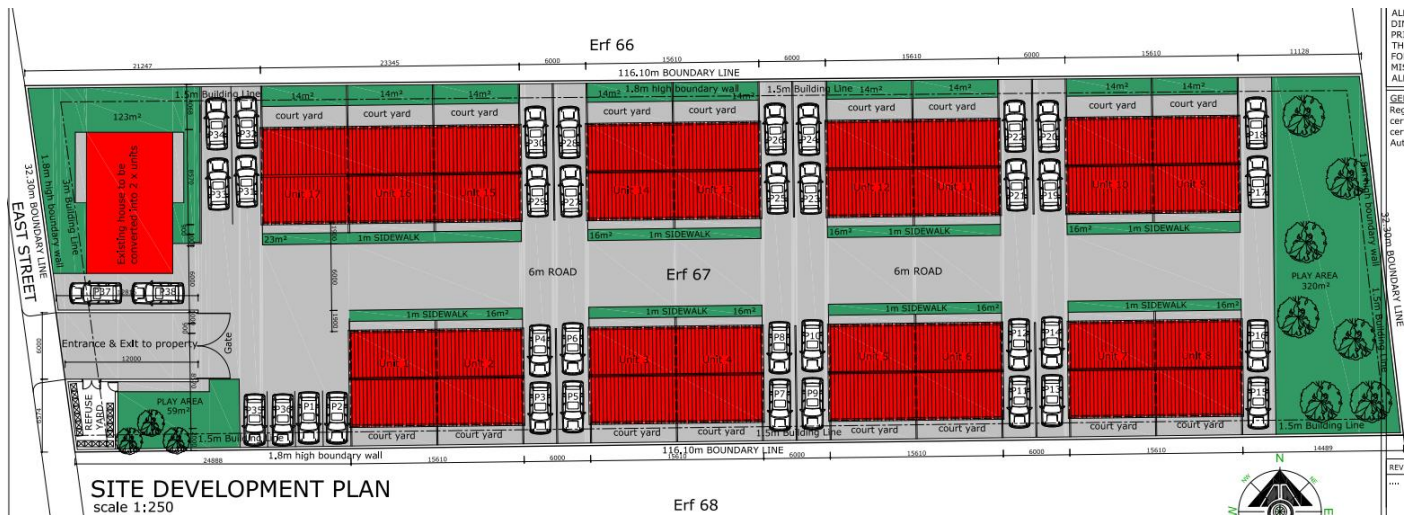 Erf 66
21247
23345
6000
15610
6000
15610
6000
15610
11128
116.10m BOUNDARY LINE
1.5m Building Line
14m²
14m²
14m²
14m²
1.8m high boundary wall
14m²
1.5m Building Line
14m²
14m²
14m²
14m²
123m²
court yard
court yard
court yard
court yard
court yard
court yard
court yard
court yard
court yard
P34
P32
P33
P31
P30
P28
P29
P27
P26
P24
P25
P23
P22
P20
P21
P19
P18
P17
Existing house to be
converted into 2 x units
Unit 17
Unit 16
Unit 15
Unit 14
Unit 13
Unit 12
Unit 11
Unit 10
Unit 9
1.8m high boundary wall
3m Building Line
32.30m BOUNDARY LINE
EAST STREET
8520
23m²
1m SIDEWALK
16m²
1m SIDEWALK
16m²
1m SIDEWALK
16m²
1m SIDEWALK
6000
6000
6m ROAD
Erf 67
6m ROAD
PLAY AREA
320m²
1.8m high boundary wall
32.30m BOUNDARY LINE
1.5m Building Line
P37
P38
1m SIDEWALK
16m²
1m SIDEWALK
16m²
1m SIDEWALK
16m²
1m SIDEWALK
16m²
8000
Entrance & Exit to property
Gate
12000
Unit 1
Unit 2
Unit 3
Unit 4
Unit 5
Unit 6
Unit 7
Unit 8
P4
P6
P3
P5
P8
P10
P7
P9
P12
P14
P11
P13
P16
P15
REFUSE
YARD
PLAY AREA
59m²
P35
P36
P1
P2
1.5m Building Line
court yard
court yard
court yard
court yard
1.5m Building Line
court yard
court yard
court yard
court yard
1.5m Building Line
1.8m high boundary wall
116.10m BOUNDARY LINE
24888
15610
6000
15610
6000
15610
6000
15610
14489
SITE DEVELOPMENT PLAN
scale 1:250
Erf 68
N
NW
NE
W
E
REV